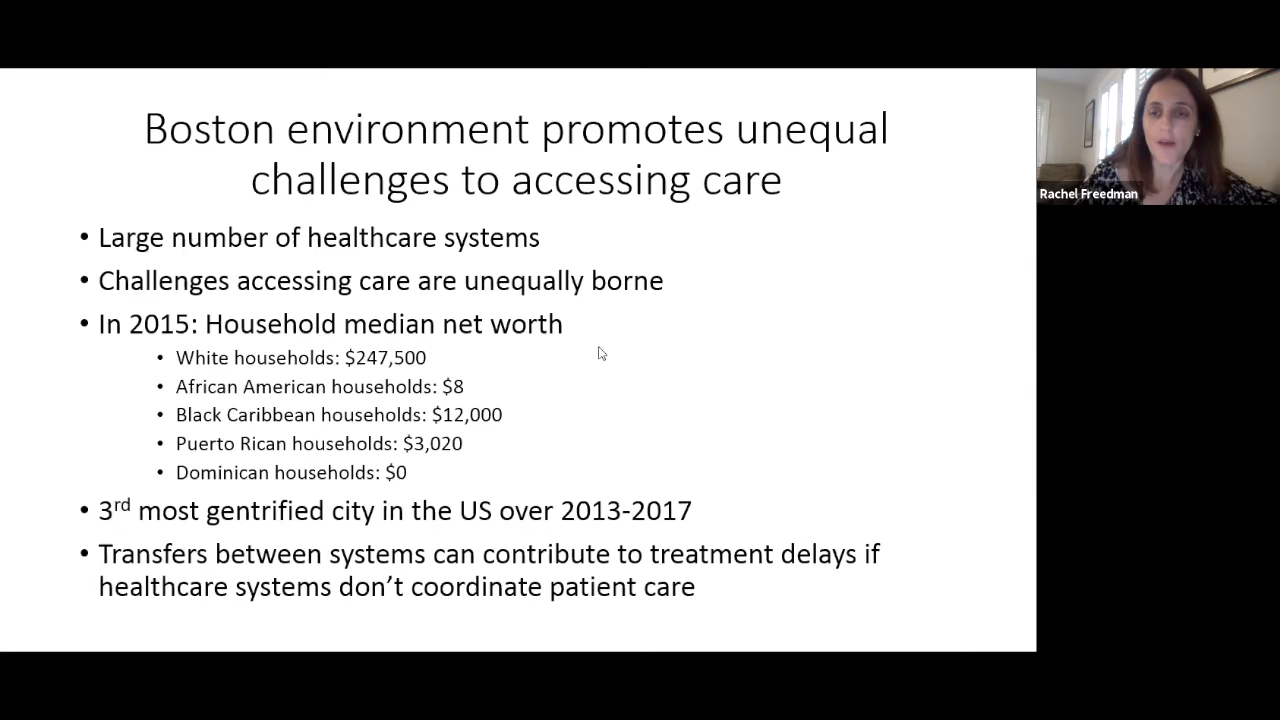 Boston environment promotes unequal
challenges to accessing care
• Large number of healthcare systems
• Challenges accessing care are unequally borne
• In 2015: Household median net worth
• White households: $247,500
• African American households: $8
• Black Caribbean households: $12,000
• Puerto Rican households: $3,020
• Dominican households: $0
• 3rd most gentrified city in the US over 2013-2017
• Transfers between systems can contribute to treatment delays if
healthcare systems don’t coordinate patient care
Rachel Freedman